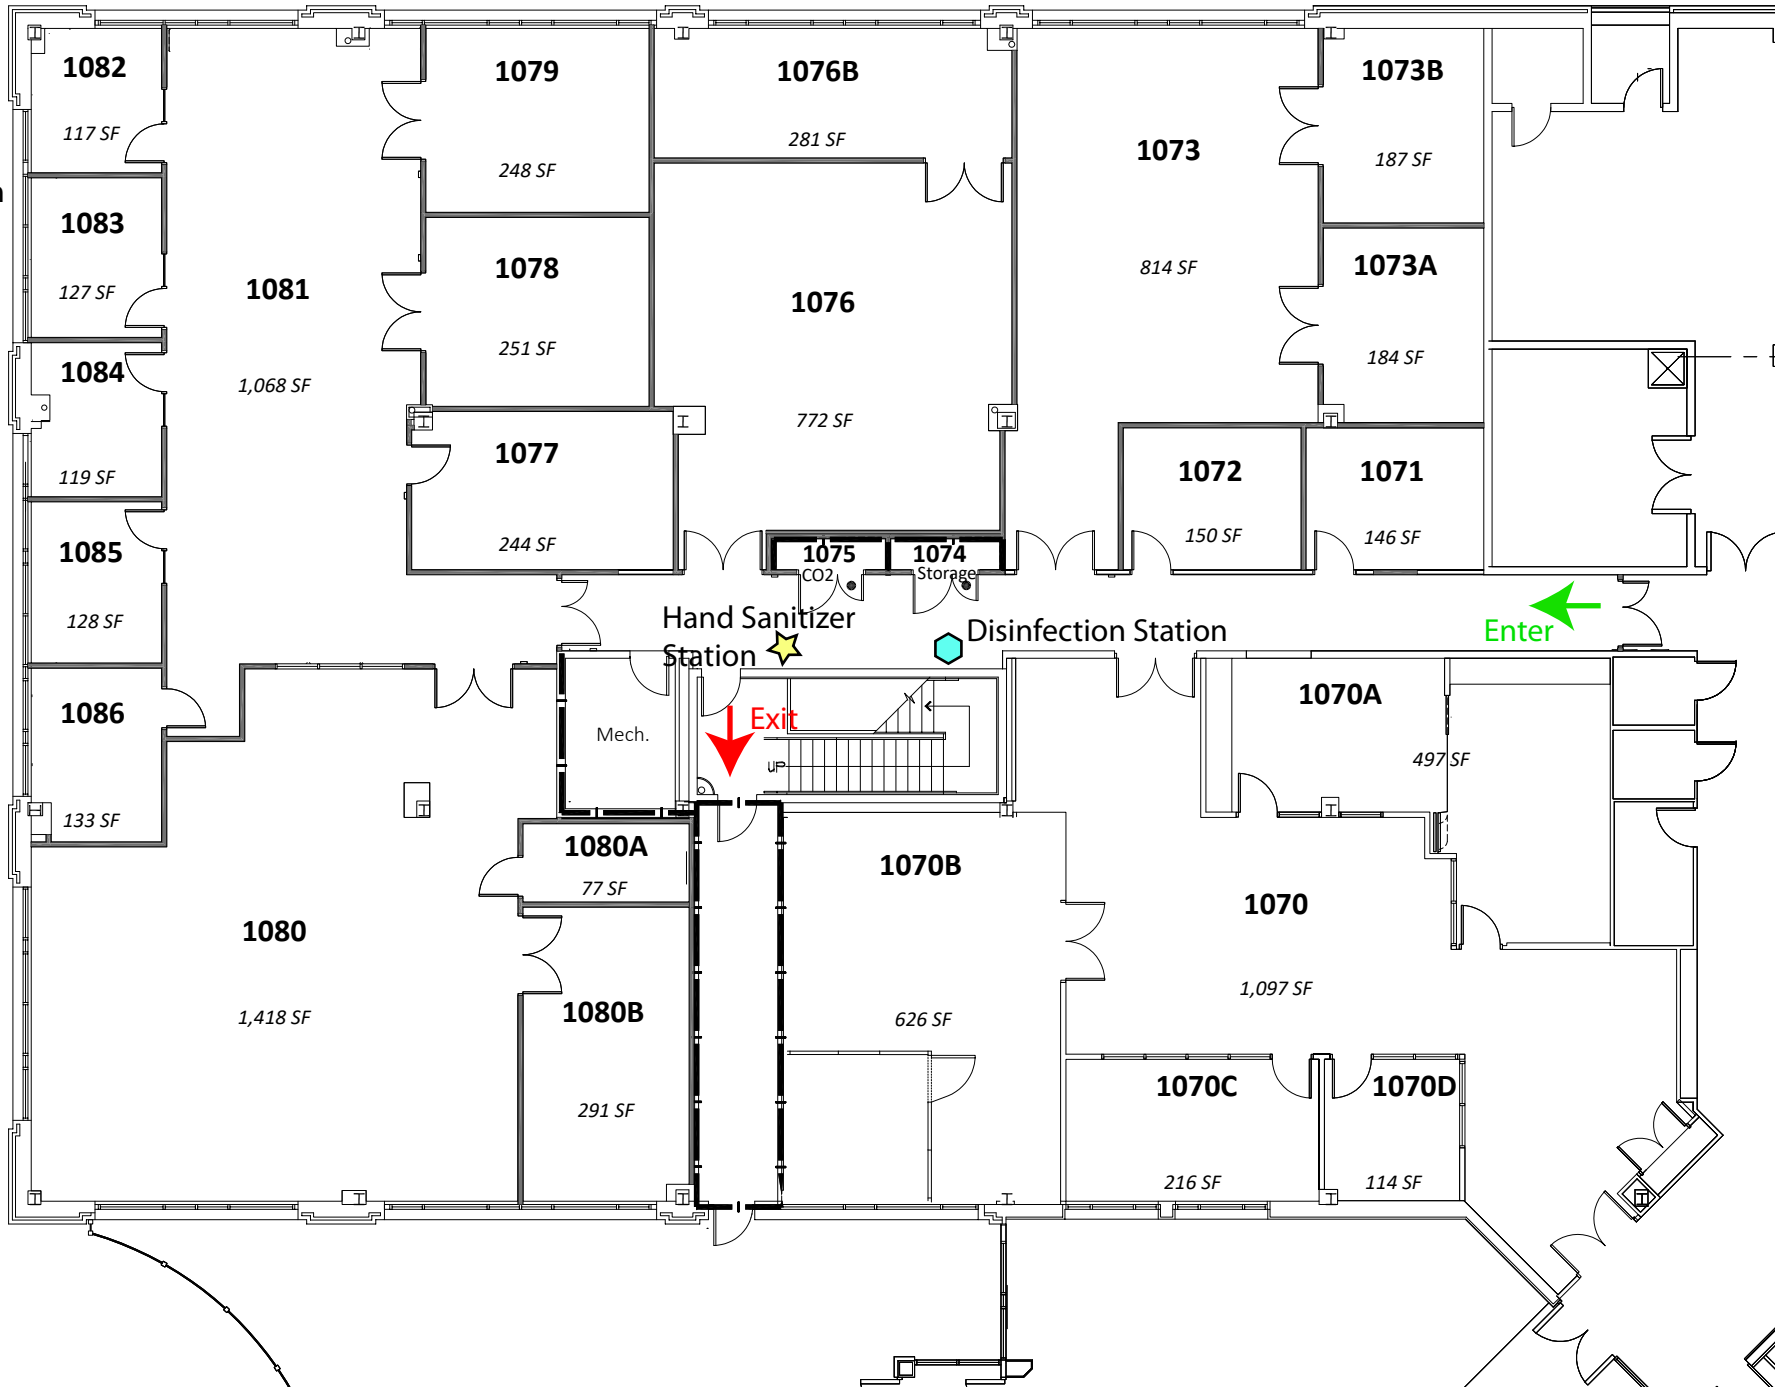 1082
117 SF
1083
127 SF
1084
119 SF
1085
128 SF
1086
133 SF
1081
1,068 SF
1079
248 SF
1078
251 SF
1077
244 SF
1076B
281 SF
1076
772 SF
1075
CO2
1074
Storage
1073
814 SF
1073B
187 SF
1073A
184 SF
1072
150 SF
1071
146 SF
Hand Sanitizer
Station
Disinfection Station
Enter
Exit
UP
Mech.
1070A
497 SF
1080A
77 SF
1080
1,418 SF
1080B
291 SF
1070B
626 SF
1070
1,097 SF
1070C
216 SF
1070D
114 SF